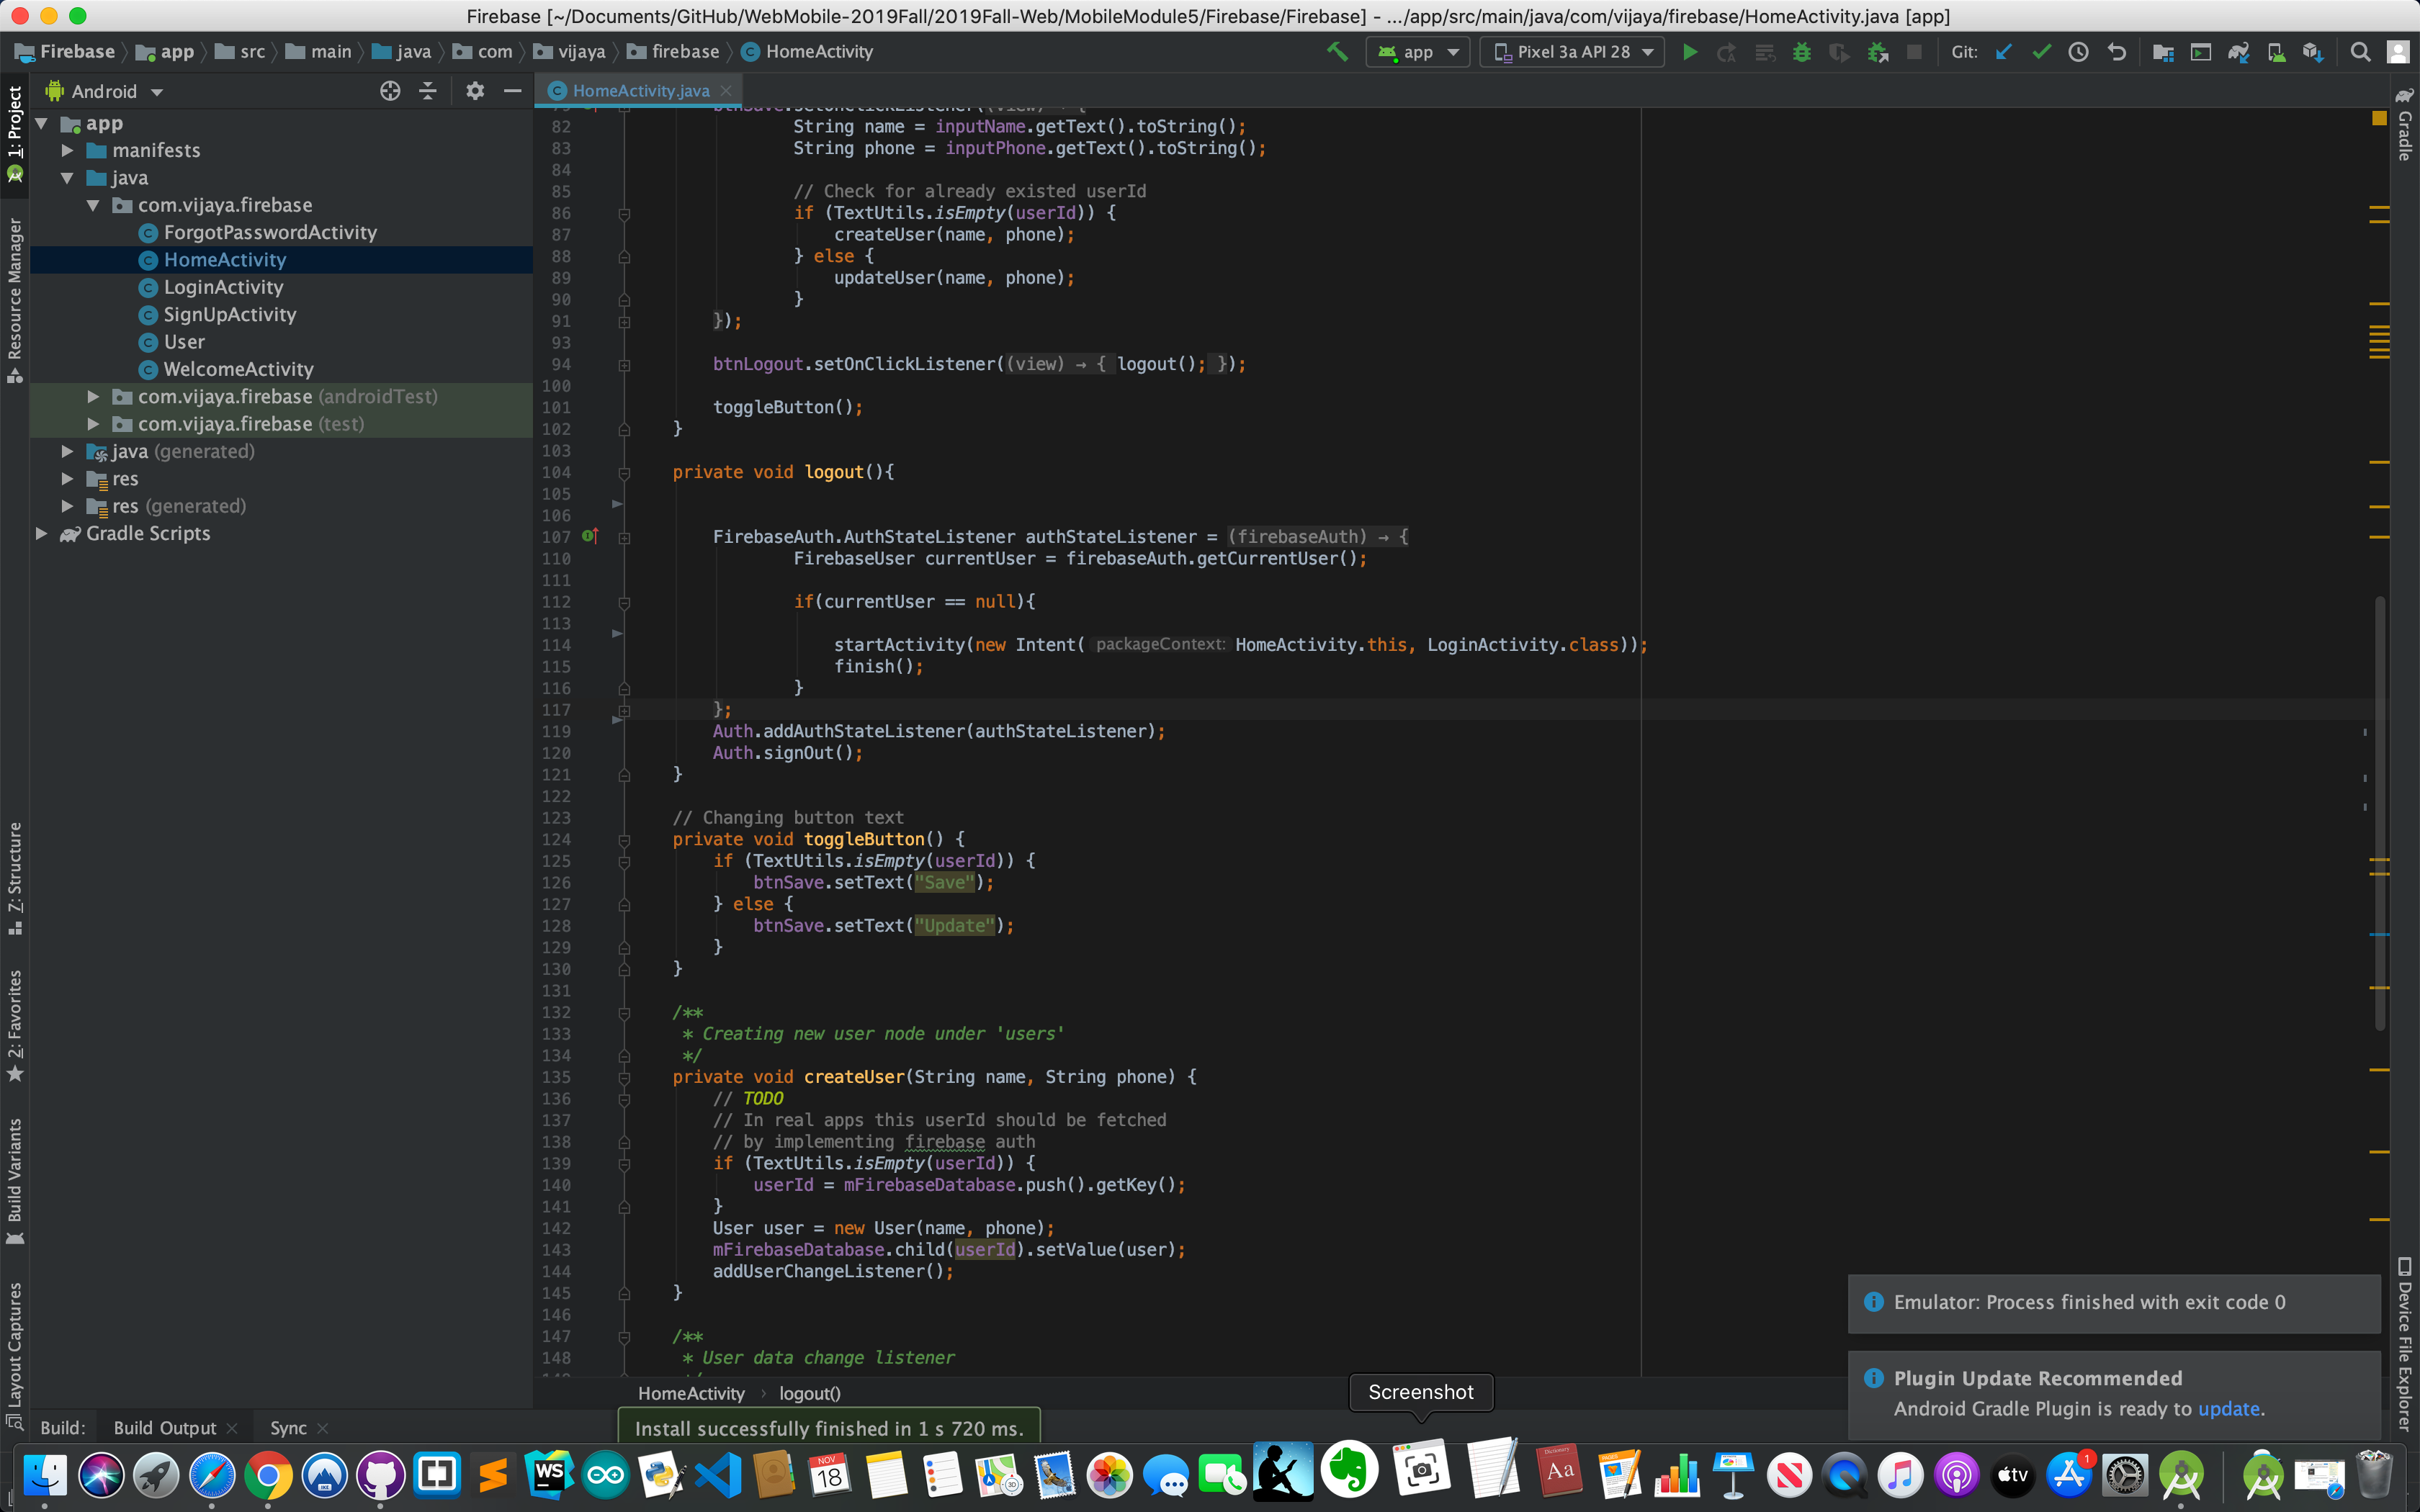 Firebase [~/Documents/GitHub/WebMobile-2019Fall/2019Fall-Web/MobileModule5/Firebase/Firebase] - .../app/src/main/java/com/vijaya/firebase/HomeActivity.java [app]
Firebase app src main java com vijaya firebase HomeActivity
app
Pixel 3a API 28
Git:
1: Project
Resource Manager
Z: Structure
2: Favorites
Build Variants
Layout Captures
Android
app
manifests
java
com.vijaya.firebase
ForgotPasswordActivity
HomeActivity
LoginActivity
SignUpActivity
User
WelcomeActivity
com.vijaya.firebase (androidTest)
com.vijaya.firebase (test)
java (generated)
res
res (generated)
Gradle Scripts
HomeActivity.java
82 String name = inputName.getText().toString();
83 String phone = inputPhone.getText().toString();
84
85 // Check for already existed userId
86 if (TextUtils.isEmpty(userId)) {
87 createUser(name, phone);
88 } else {
89 updateUser(name, phone);
90 }
91 });
93
94 btnLogout.setOnClickListener((view) → { logout(); });
100
101 toggleButton();
102 }
103
104 private void logout(){
105
106
107 FirebaseAuth.AuthStateListener authStateListener = (firebaseAuth) → {
110 FirebaseUser currentUser = firebaseAuth.getCurrentUser();
111
112 if(currentUser == null){
113
114 startActivity(new Intent( packageContext: HomeActivity.this, LoginActivity.class));
115 finish();
116 }
117 };
119 Auth.addAuthStateListener(authStateListener);
120 Auth.signOut();
121 }
122
123 // Changing button text
124 private void toggleButton() {
125 if (TextUtils.isEmpty(userId)) {
126 btnSave.setText("Save");
127 } else {
128 btnSave.setText("Update");
129 }
130 }
131
132 /**
133 * Creating new user node under 'users'
134 */
135 private void createUser(String name, String phone) {
136 // TODO
137 // In real apps this userId should be fetched
138 // by implementing firebase auth
139 if (TextUtils.isEmpty(userId)) {
140 userId = mFirebaseDatabase.push().getKey();
141 }
142 User user = new User(name, phone);
143 mFirebaseDatabase.child(userId).setValue(user);
144 addUserChangeListener();
145 }
146
147 /**
148 * User data change listener
HomeActivity logout()
Gradle
Device File Explorer
Emulator: Process finished with exit code 0
Plugin Update Recommended
Android Gradle Plugin is ready to update.
Screenshot
Build: Build Output Sync
Install successfully finished in 1 s 720 ms.
WS
NOV
18
Aa
tv
1